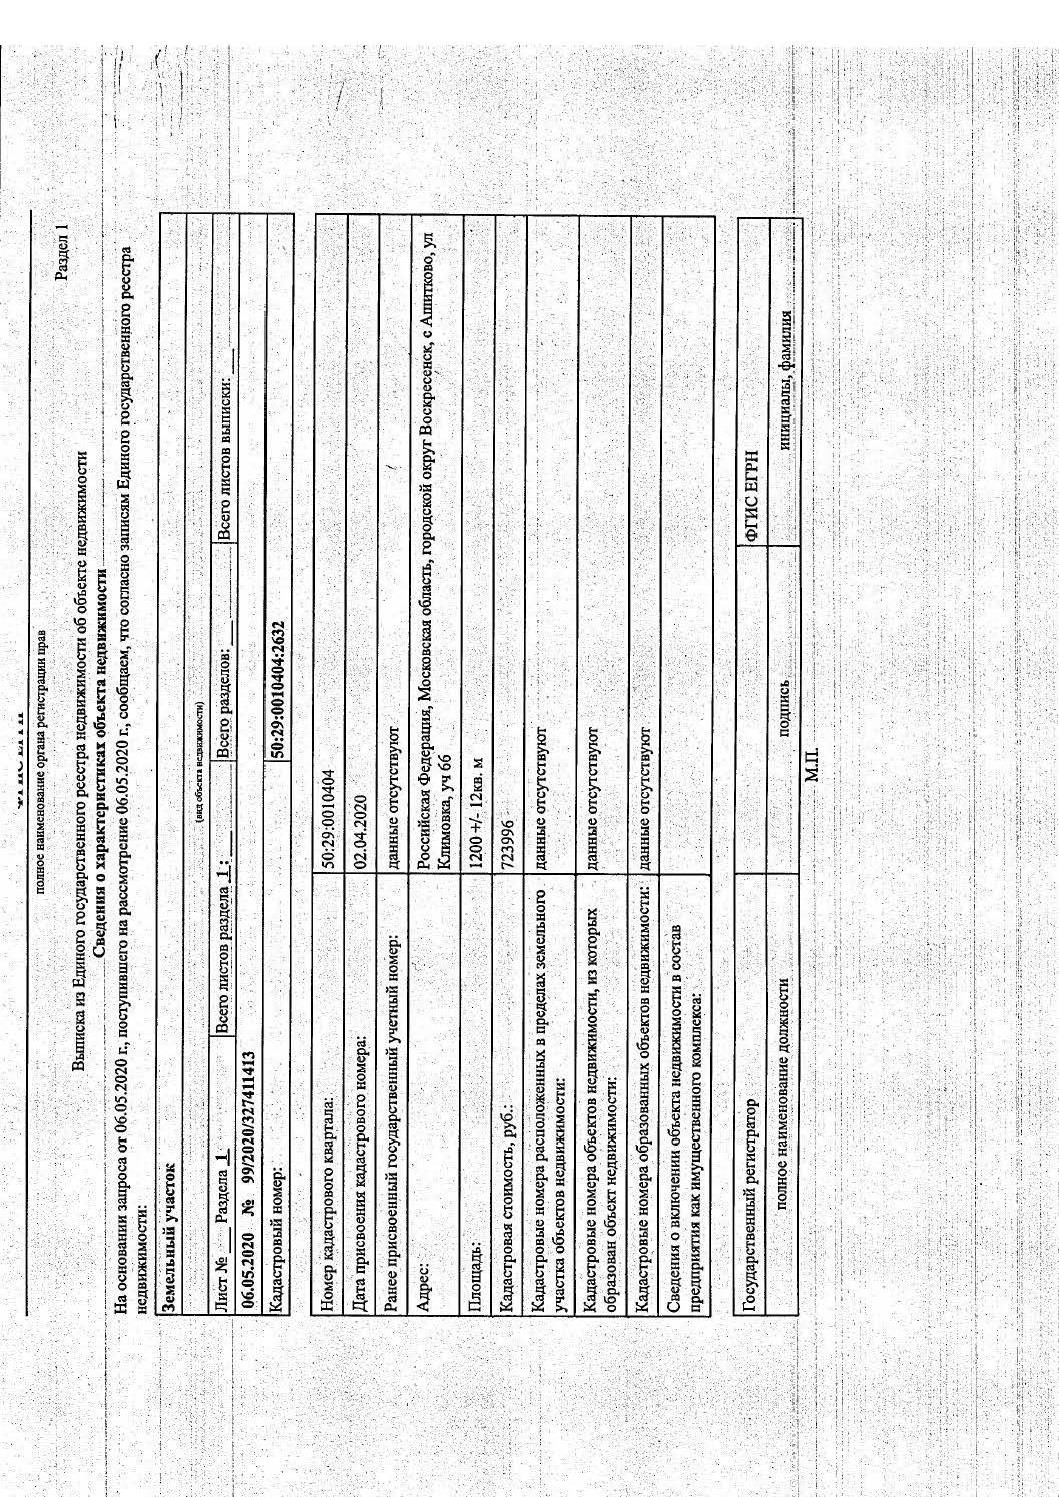 ФГИС ЕГРН
полное наименование органа регистрации прав
Раздел 1
Выписка из Единого государственного реестра недвижимости об объекте недвижимости
Сведения о характеристиках объекта недвижимости
На основании запроса от 06.05.2020 г., поступившего на рассмотрение 06.05.2020 г., сообщаем, что согласно записям Единого государственного реестра
недвижимости:
Земельный участок
(вид объекта недвижимости)
Лист № ___ Раздела 1 Всего листов раздела 1 : ___ Всего разделов: ___ Всего листов выписки: ___
06.05.2020 № 99/2020/327411413
Кадастровый номер: 50:29:0010404:2632
Номер кадастрового квартала: 50:29:0010404
Дата присвоения кадастрового номера: 02.04.2020
Ранее присвоенный государственный учетный номер: данные отсутствуют
Адрес: Российская Федерация, Московская область, городской округ Воскресенск, с Ашитково, ул
Климовка, уч 66
Площадь: 1200 +/- 12кв. м
Кадастровая стоимость, руб.: 723996
Кадастровые номера расположенных в пределах земельного
участка объектов недвижимости: данные отсутствуют
Кадастровые номера объектов недвижимости, из которых
образован объект недвижимости: данные отсутствуют
Кадастровые номера образованных объектов недвижимости: данные отсутствуют
Сведения о включении объекта недвижимости в состав
предприятия как имущественного комплекса:
Государственный регистратор ФГИС ЕГРН
полное наименование должности подпись инициалы, фамилия
М.П.